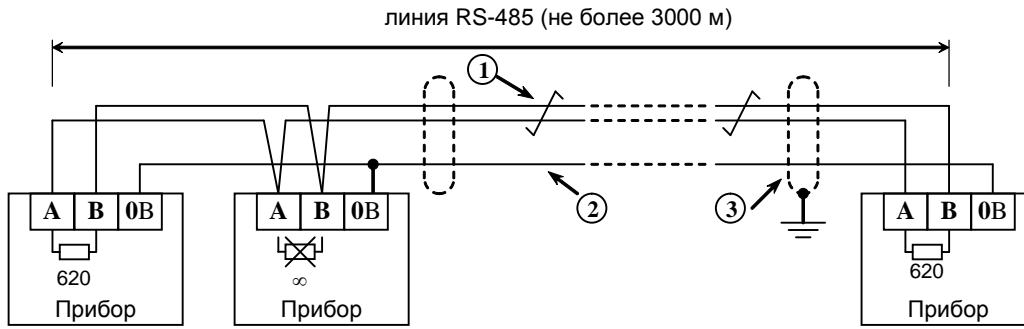 линия RS-485 (не более 3000 м)
1
2
3
А В 0В
620
Прибор
А В 0В
∞
Прибор
А В 0В
620
Прибор